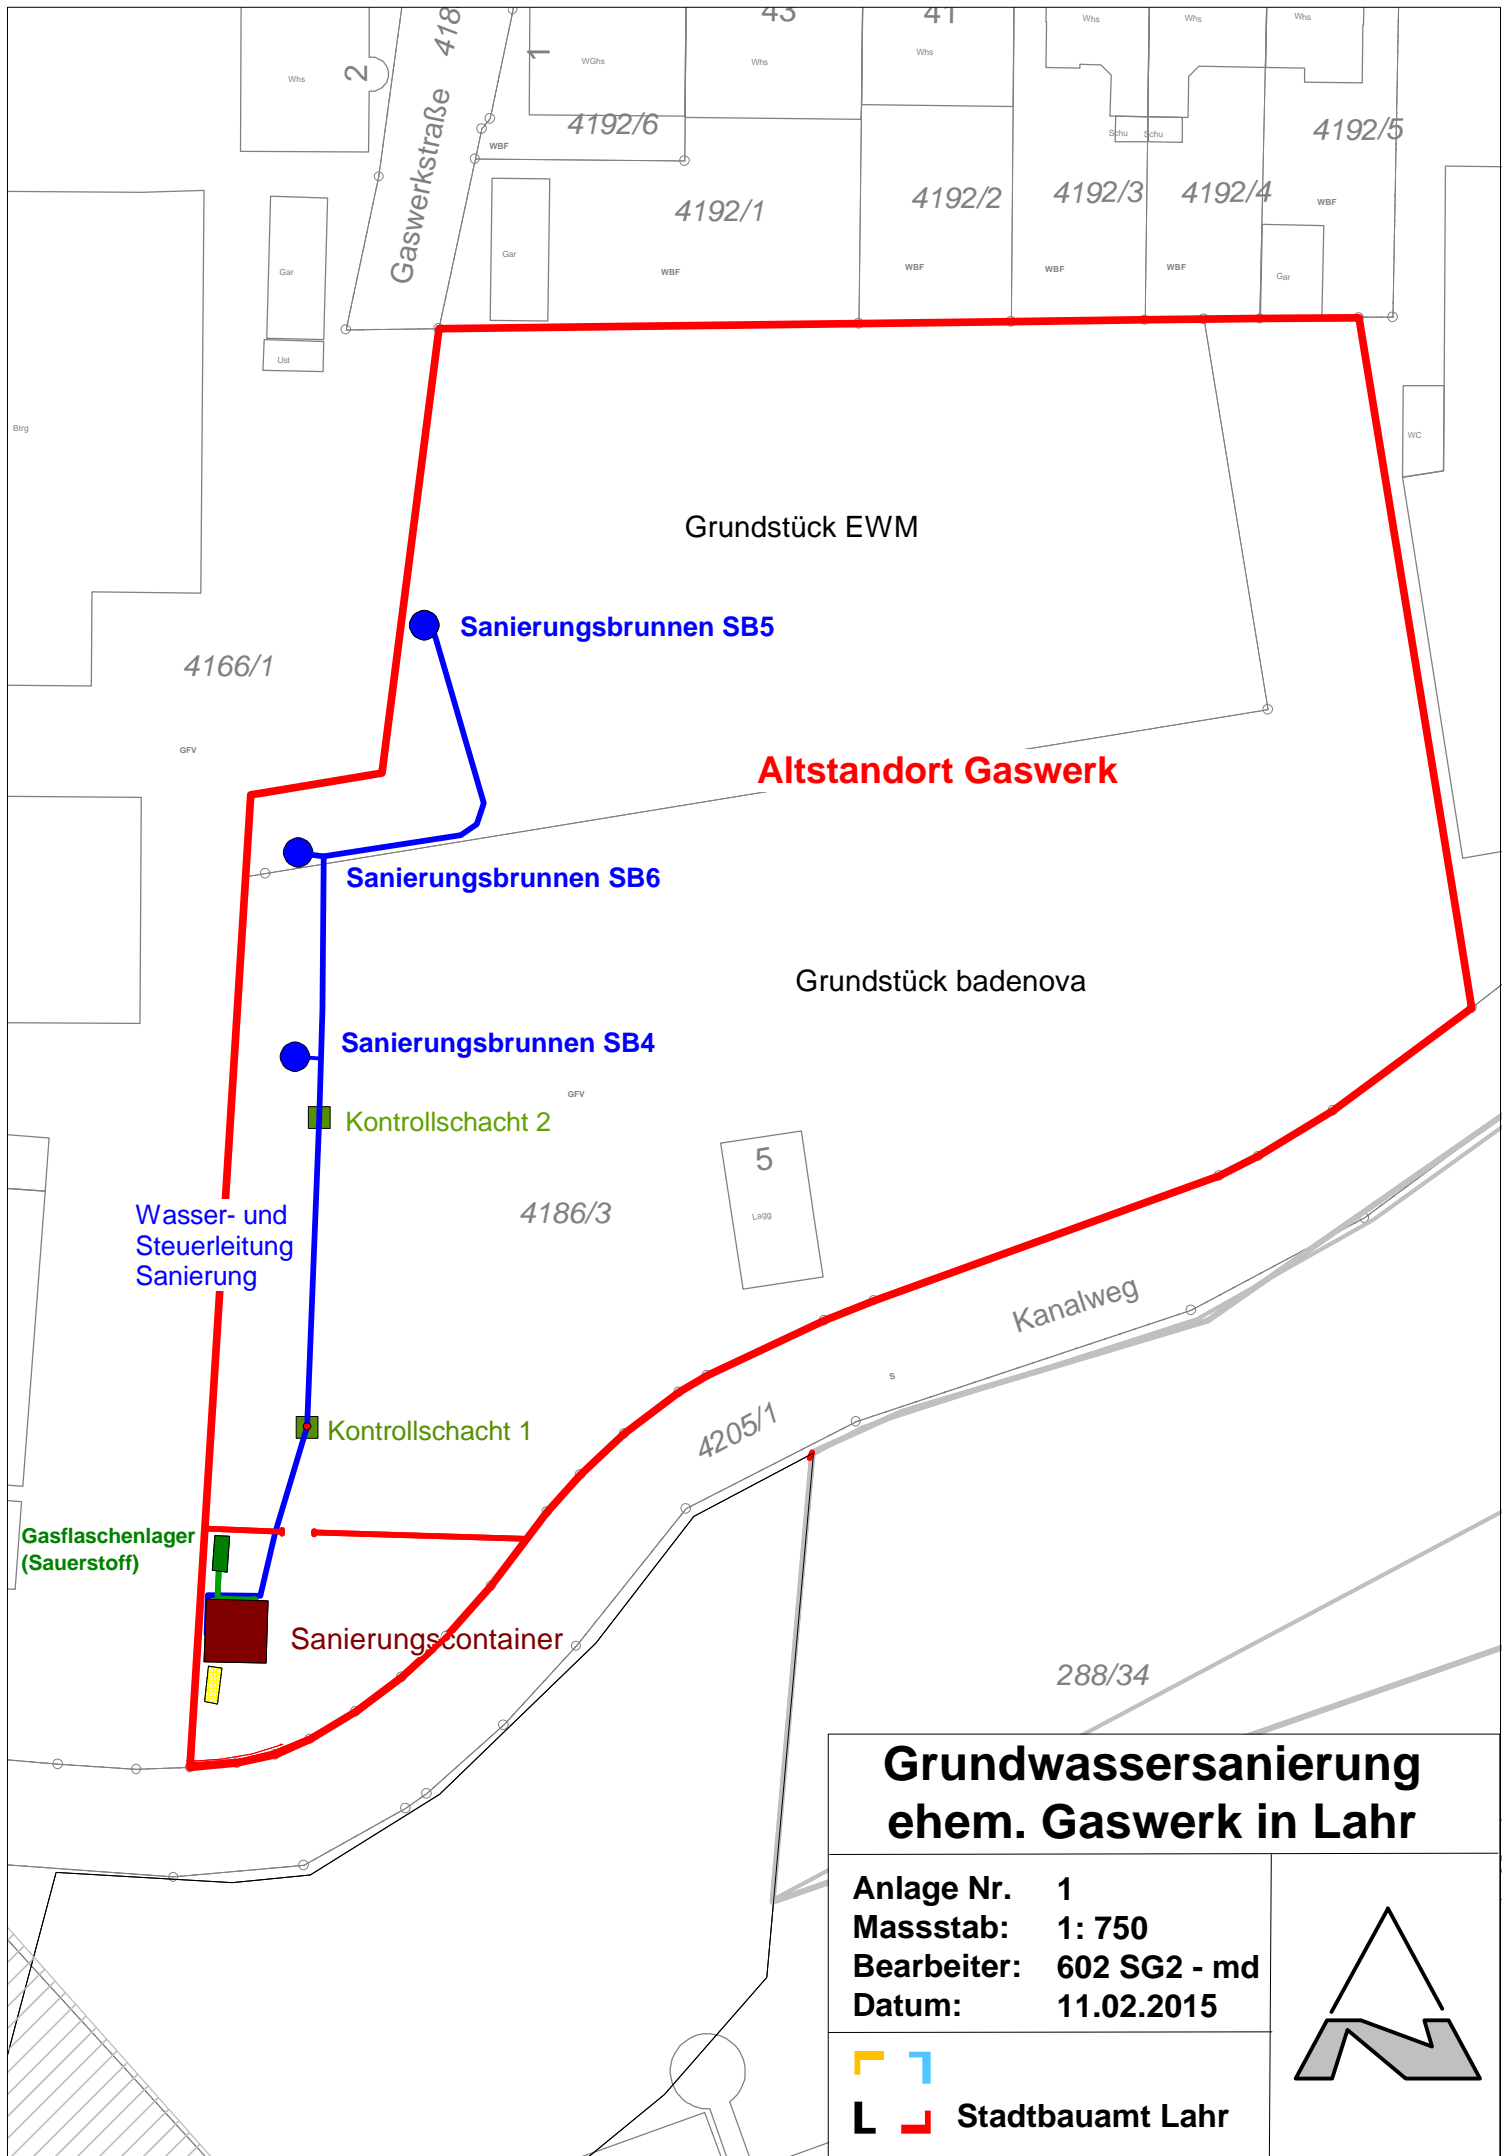 43
41
418
Whs
Whs
Whs
Whs
2
1
WGhs
Whs
Whs
Gaswerkstraße
4192/6
WBF
Schu
Schu
4192/5
4192/1
4192/2
4192/3
4192/4
WBF
Gar
Gar
WBF
WBF
WBF
WBF
Gar
Ust
Btrg
WC
Grundstück EWM
Sanierungsbrunnen SB5
4166/1
GFV
Altstandort Gaswerk
Sanierungsbrunnen SB6
Grundstück badenova
Sanierungsbrunnen SB4
GFV
Kontrollschacht 2
5
Lagg
4186/3
Wasser- und
Steuerleitung
Sanierung
Kanalweg
s
4205/1
Kontrollschacht 1
Gasflaschenlager
(Sauerstoff)
Sanierungscontainer
288/34
Grundwassersanierung
ehem. Gaswerk in Lahr
Anlage Nr. 1
Massstab: 1: 750
Bearbeiter: 602 SG2 - md
Datum: 11.02.2015
L
Stadtbauamt Lahr